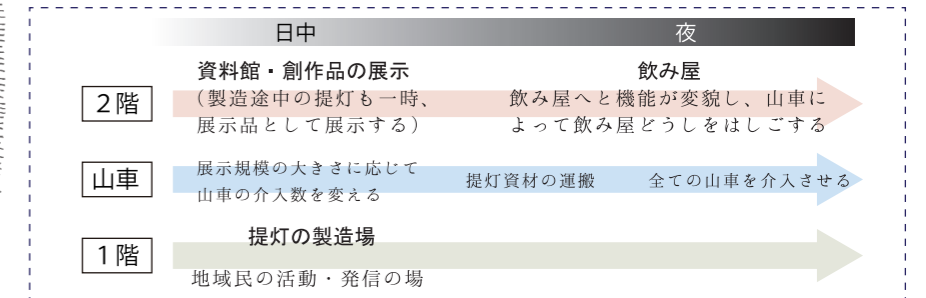 日中 夜
資料館・創作品の展示 飲み屋
2階 (製造途中の提灯も一時、 飲み屋へと機能が変貌し、山車に
展示品として展示する) よって飲み屋どうしをはしごする
山車 展示規模の大きさに応じて 提灯資材の運搬 全ての山車を介入させる
山車の介入数を変える
提灯の製造場
1階
地域民の活動・発信の場